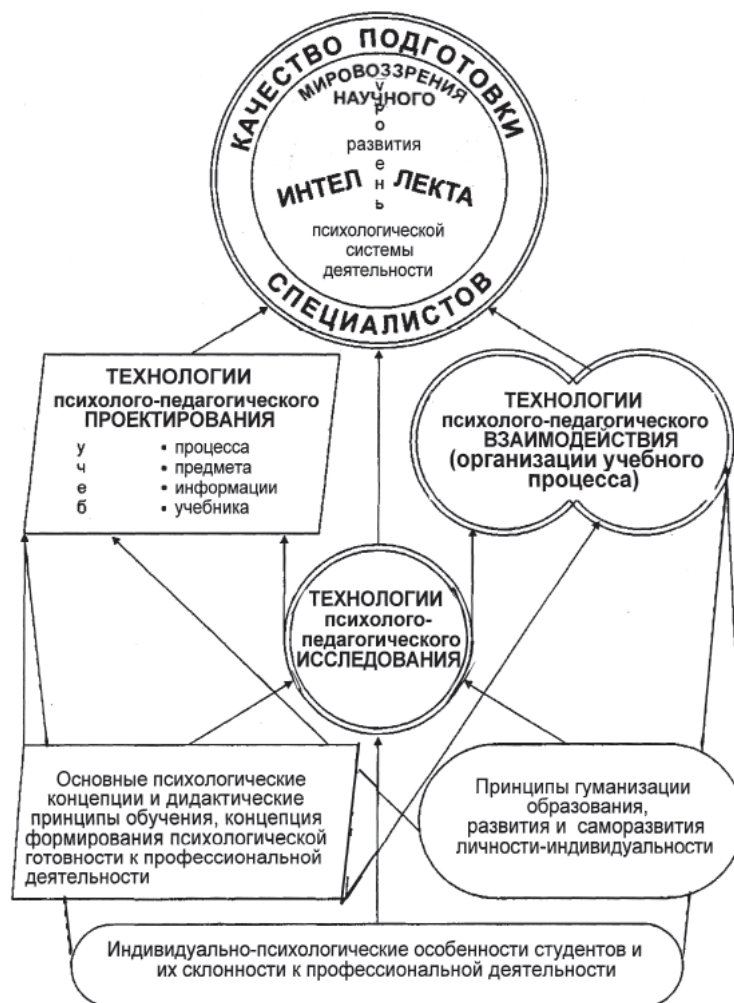 КАЧЕСТВО ПОДГОТОВКИ
МИРОВОЗЗРЕНИЯ
НАУЧНОГО
уровень
развития
ИНТЕЛ ЛЕКТА
психологической
системы
деятельности
СПЕЦИАЛИСТОВ
ТЕХНОЛОГИИ
психолого-педагогического
ПРОЕКТИРОВАНИЯ
у • процесса
ч • предмета
е • информации
б • учебника
ТЕХНОЛОГИИ
психолого-педагогического
ВЗАИМОДЕЙСТВИЯ
(организации учебного
процесса)
ТЕХНОЛОГИИ
психолого-
педагогического
ИССЛЕДОВАНИЯ
Основные психологические
концепции и дидактические
принципы обучения, концепция
формирования психологической
готовности к профессиональной
деятельности
Принципы гуманизации
образования,
развития и саморазвития
личности-индивидуальности
Индивидуально-психологические особенности студентов и
их склонности к профессиональной деятельности